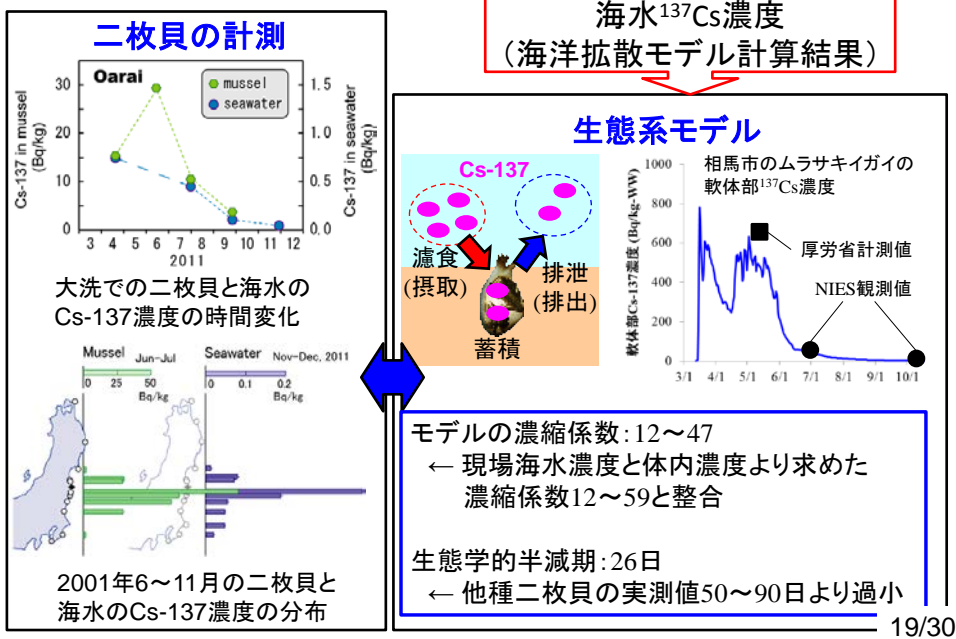 二枚貝の計測
Oarai
mussel
seawater
Cs-137 in mussel
(Bq/kg)
30
20
10
0
1.5
1.0
0.5
0.0
Cs-137 in seawater
(Bq/kg)
3 4 6 7 8 9 10 11 12
2011
大洗での二枚貝と海水の
Cs-137濃度の時間変化
Mussel Jun-Jul
0 25 50
Bq/kg
Seawater Nov-Dec, 2011
0 0.1 0.2
Bq/kg
2001年6~11月の二枚貝と
海水のCs-137濃度の分布
海水¹³⁷Cs濃度
(海洋拡散モデル計算結果)
生態系モデル
Cs-137
濾食
(摂取)
排泄
(排出)
蓄積
相馬市のムラサキイガイの
軟体部¹³⁷Cs濃度
軟体部Cs-137濃度 (Bq/kg-WW)
1000
800
600
400
200
0
3/1 4/1 5/1 6/1 7/1 8/1 9/1 10/1
厚労省計測値
NIES観測値
モデルの濃縮係数:12~47
← 現場海水濃度と体内濃度より求めた
濃縮係数12~59と整合
生態学的半減期:26日
← 他種二枚貝の実測値50~90日より過小
19/30